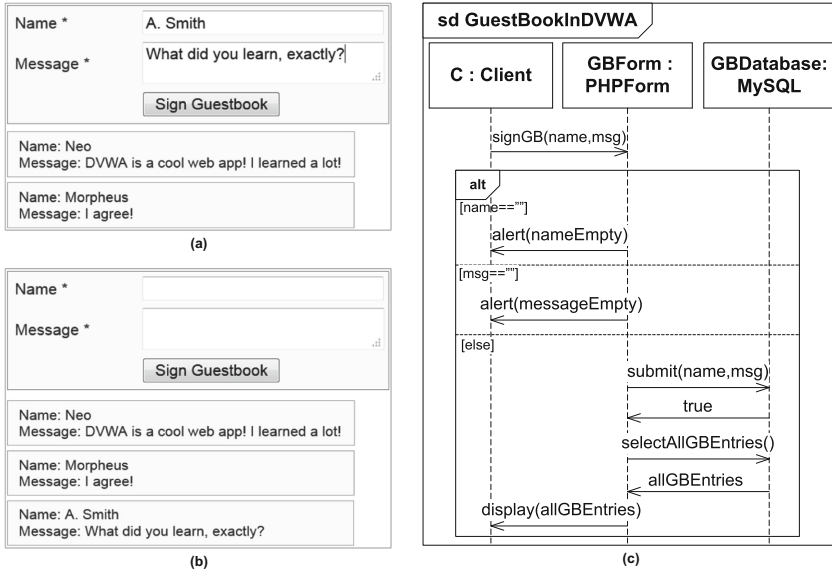 Name *
A. Smith
Message *
What did you learn, exactly?
Sign Guestbook
Name: Neo
Message: DVWA is a cool web app! I learned a lot!
Name: Morpheus
Message: I agree!
(a)
Name *
Message *
Sign Guestbook
Name: Neo
Message: DVWA is a cool web app! I learned a lot!
Name: Morpheus
Message: I agree!
Name: A. Smith
Message: What did you learn, exactly?
(b)
sd GuestBookInDVWA
C : Client
GBForm :
PHPForm
GBDatabase:
MySQL
signGB(name,msg)
alt
[name==""]
alert(nameEmpty)
[msg==""]
alert(messageEmpty)
[else]
submit(name,msg)
true
selectAllGBEntries()
allGBEntries
display(allGBEntries)
(c)